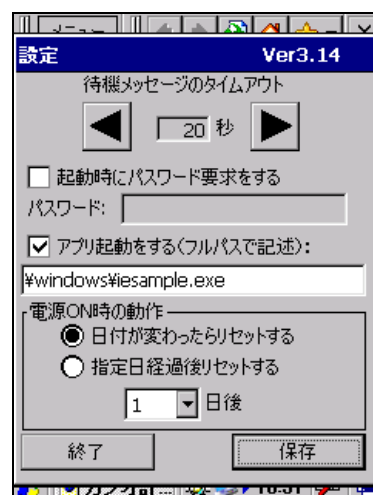 メニュー
設定 Ver3.14
待機メッセージのタイムアウト
20 秒
起動時にパスワード要求をする
パスワード:
アプリ起動をする(フルパスで記述):
¥windows¥iesample.exe
電源ON時の動作
日付が変わったらリセットする
指定日経過後リセットする
1 日後
終了 保存